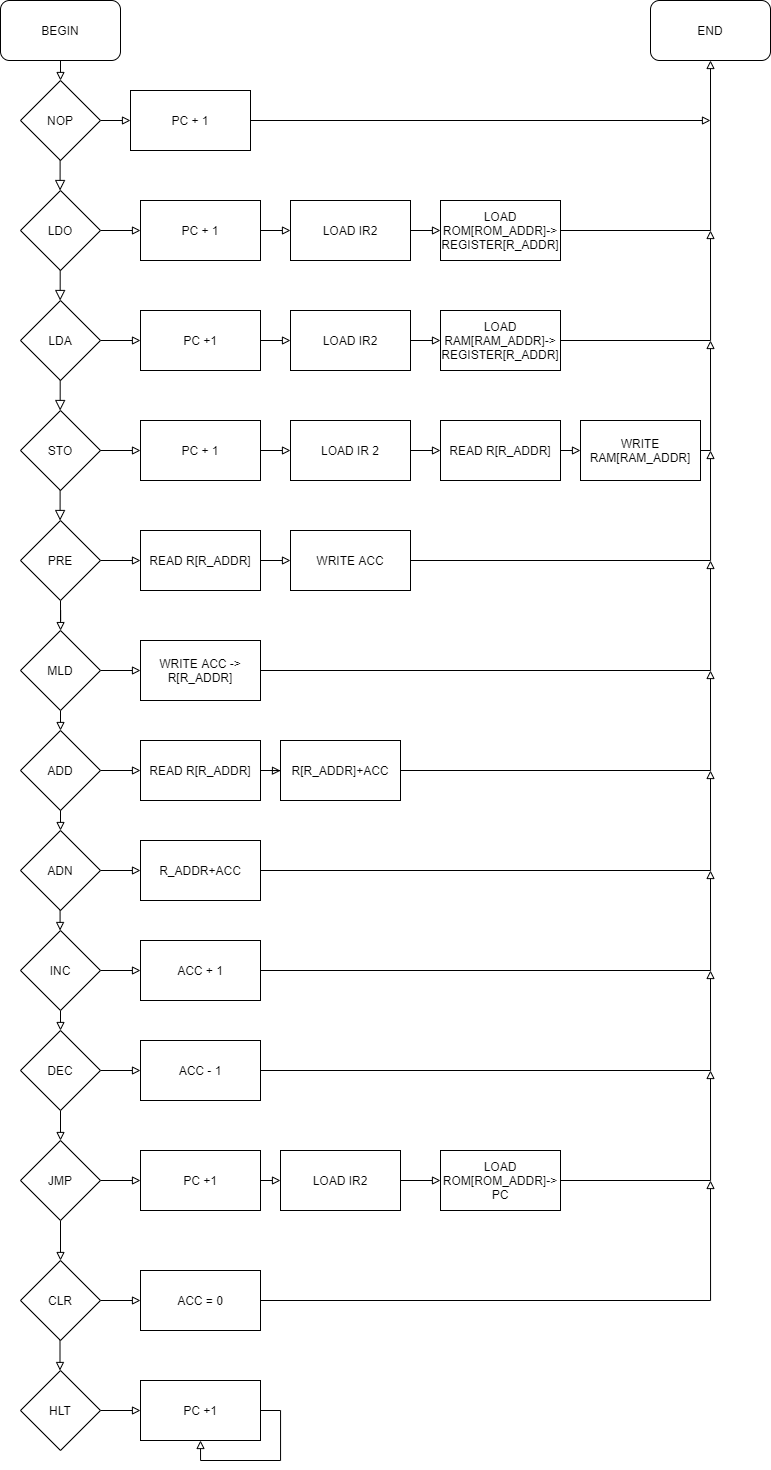 BEGIN
END
NOP
PC + 1
LDO
PC + 1
LOAD IR2
LOAD
ROM[ROM_ADDR]->
REGISTER[R_ADDR]
LDA
PC +1
LOAD IR2
LOAD
RAM[RAM_ADDR]->
REGISTER[R_ADDR]
STO
PC + 1
LOAD IR 2
READ R[R_ADDR]
WRITE
RAM[RAM_ADDR]
PRE
READ R[R_ADDR]
WRITE ACC
MLD
WRITE ACC ->
R[R_ADDR]
ADD
READ R[R_ADDR]
R[R_ADDR]+ACC
ADN
R_ADDR+ACC
INC
ACC + 1
DEC
ACC - 1
JMP
PC +1
LOAD IR2
LOAD
ROM[ROM_ADDR]->
PC
CLR
ACC = 0
HLT
PC +1